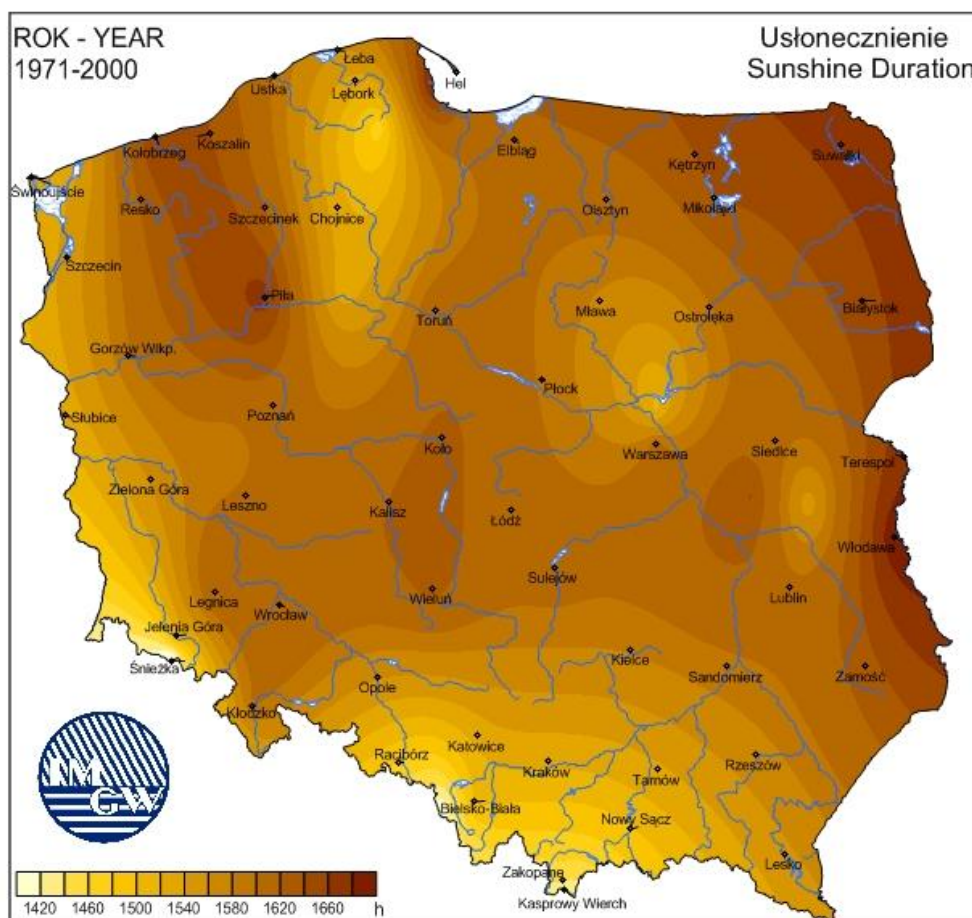 ROK - YEAR
1971-2000
Usłonecznienie
Sunshine Duration
Łeba
Ustka
Lębork
Hel
Kołobrzeg
Koszalin
Elbląg
Kętrzyn
Suwałki
Świnoujście
Resko
Szczecinek
Chojnice
Olsztyn
Mikołajki
Szczecin
Piła
Toruń
Mława
Ostrołęka
Białystok
Gorzów Wlkp.
Płock
Słubice
Poznań
Koło
Warszawa
Siedlce
Terespol
Zielona Góra
Leszno
Kalisz
Łódź
Włodawa
Sulejów
Legnica
Wrocław
Wieluń
Lublin
Jelenia Góra
Śnieżka
Kielce
Sandomierz
Zamość
Opole
Kłodzko
Katowice
Racibórz
Kraków
Tarnów
Rzeszów
Bielsko-Biała
Nowy Sącz
Lesko
Zakopane
Kasprowy Wierch
IM
GW
1420 1460 1500 1540 1580 1620 1660 h